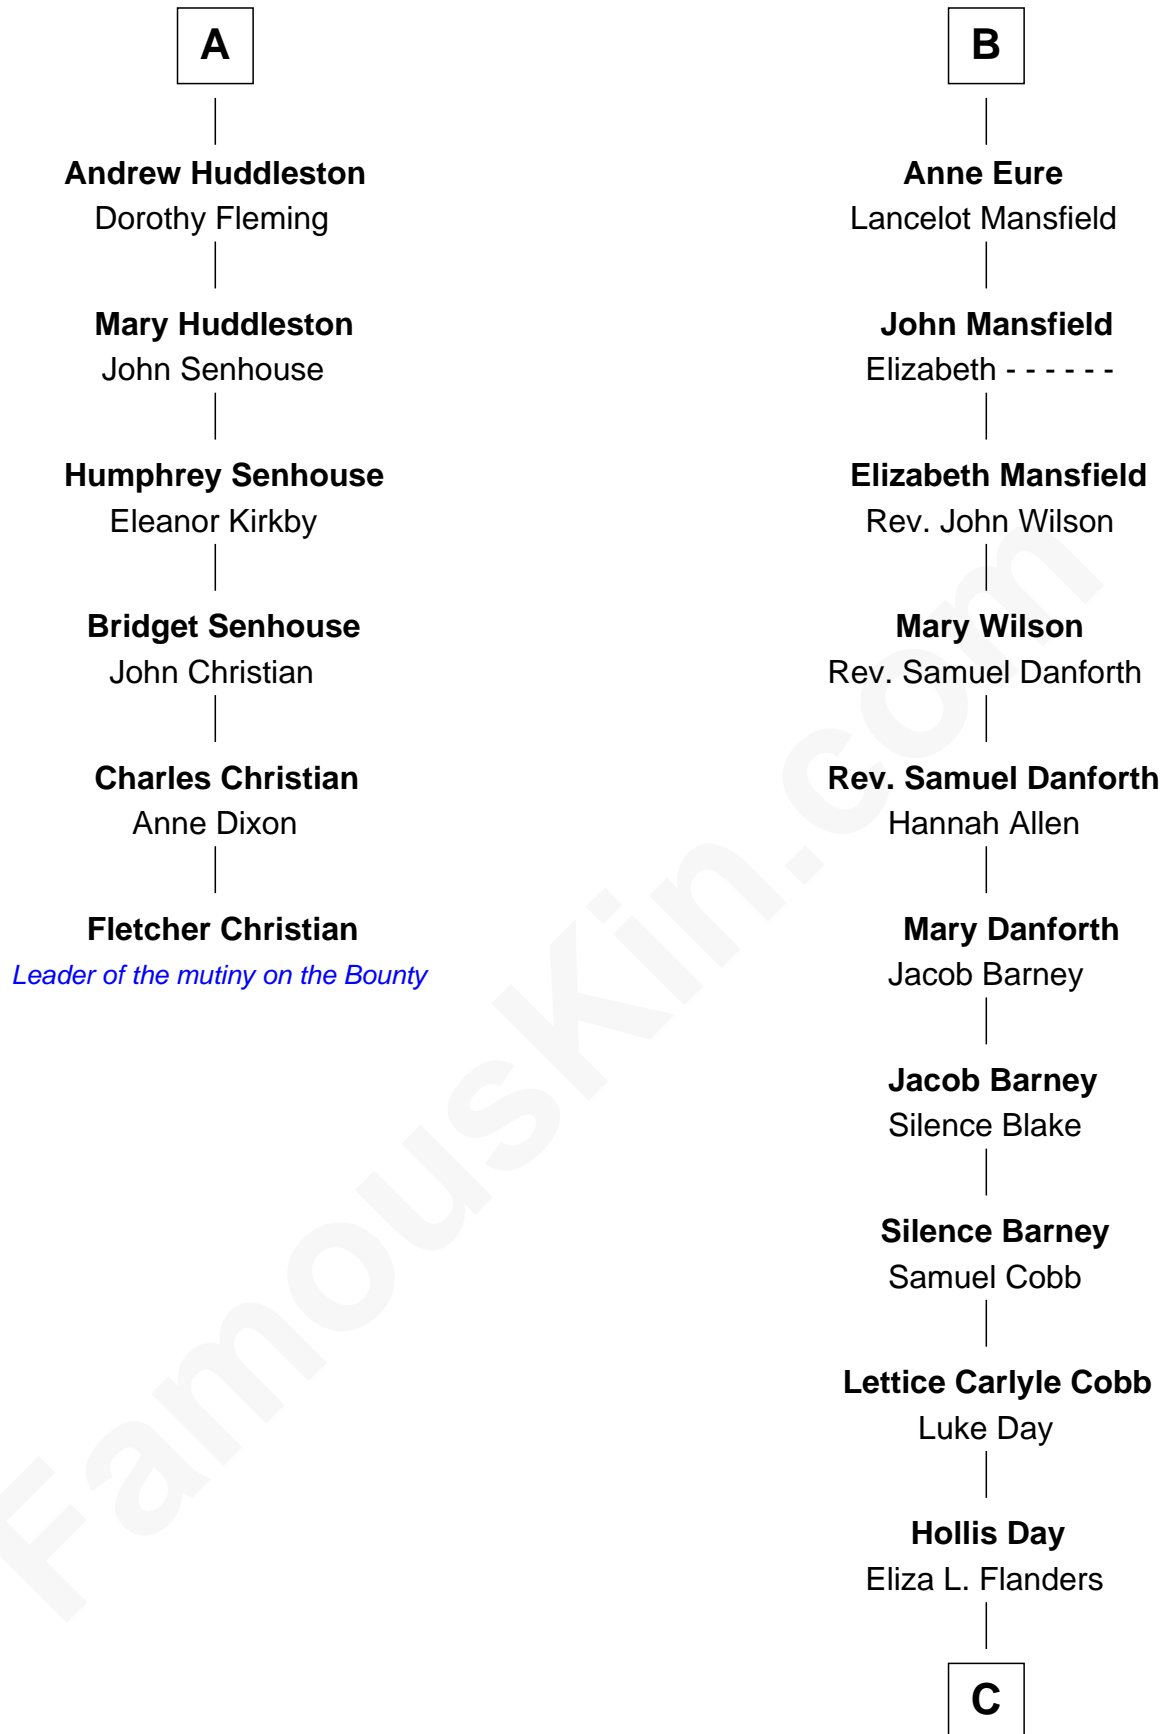 A
Andrew Huddleston
Dorothy Fleming
Mary Huddleston
John Senhouse
Humphrey Senhouse
Eleanor Kirkby
Bridget Senhouse
John Christian
Charles Christian
Anne Dixon
Fletcher Christian
Leader of the mutiny on the Bounty
B
Anne Eure
Lancelot Mansfield
John Mansfield
Elizabeth - - - - - -
Elizabeth Mansfield
Rev. John Wilson
Mary Wilson
Rev. Samuel Danforth
Rev. Samuel Danforth
Hannah Allen
Mary Danforth
Jacob Barney
Jacob Barney
Silence Blake
Silence Barney
Samuel Cobb
Lettice Carlyle Cobb
Luke Day
Hollis Day
Eliza L. Flanders
C
FamousKin.com